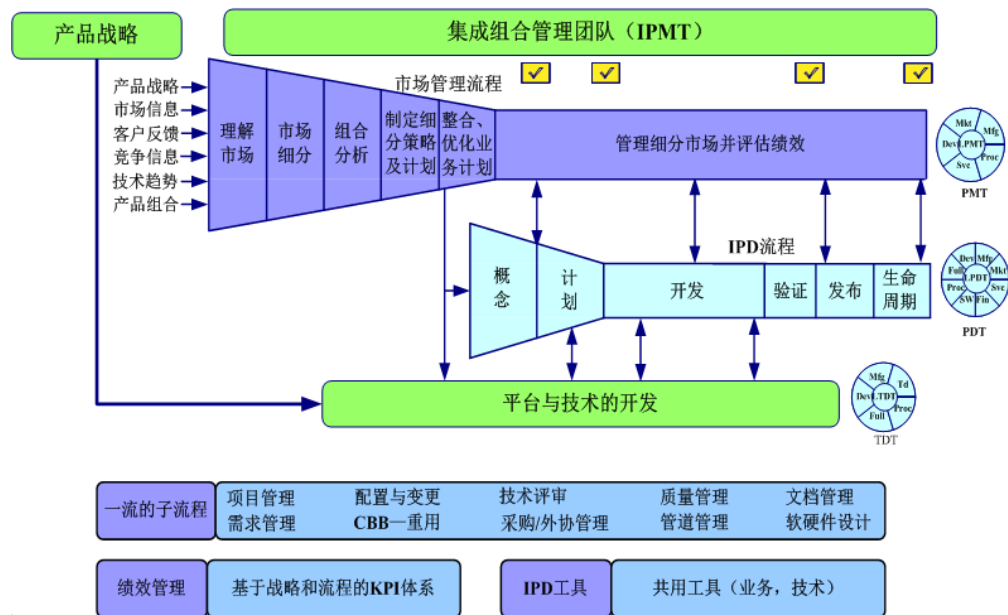 产品战略
集成组合管理团队（IPMT）
市场管理流程
产品战略
市场信息
客户反馈
竞争信息
技术趋势
产品组合
理解
市场
市场
细分
组合
分析
制定细
分策略
及计划
整合、
优化业
务计划
管理细分市场并评估绩效
Mkt
Mfg
Dev
LPMT
Proc
Svc
PMT
IPD流程
概
念
计
划
开发
验证
发布
生命
周期
Dev
Mfg
Full
Mkt
LPDT
Proc
Svc
SW
Fin
PDT
平台与技术的开发
Mfg
Td
Dev
LTDT
Proc
Full
TDT
一流的子流程
项目管理 配置与变更 技术评审 质量管理 文档管理
需求管理 CBB—重用 采购/外协管理 管道管理 软硬件设计
绩效管理
基于战略和流程的KPI体系
IPD工具
共用工具（业务，技术）